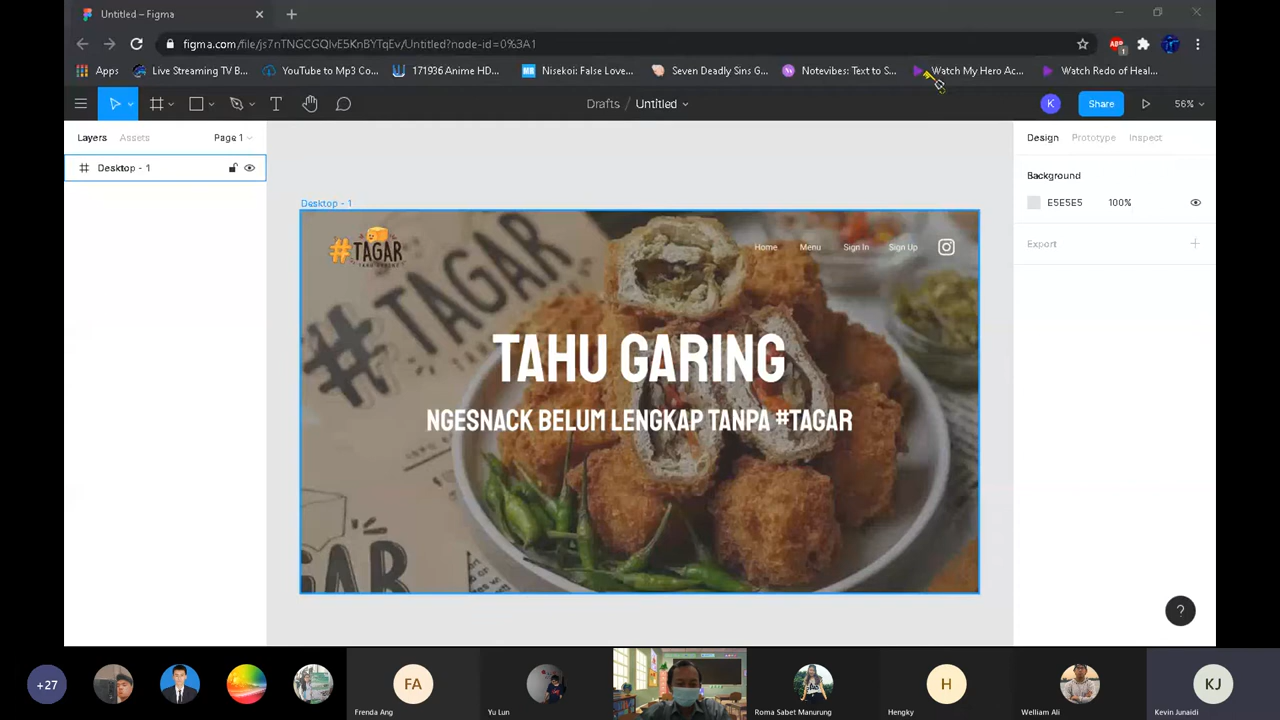 Untitled – Figma
figma.com/file/js7nTNGCGQIvE5KnBYTqEv/Untitled?node-id=0%3A1
Apps
Live Streaming TV B...
YouTube to Mp3 Co...
171936 Anime HD...
Nisekoi: False Love...
Seven Deadly Sins G...
Notevibes: Text to S...
Watch My Hero Ac...
Watch Redo of Heal...
Drafts / Untitled
K
Share
56%
Layers
Assets
Page 1
Design
Prototype
Inspect
Desktop - 1
Background
E5E5E5
100%
Export
Desktop - 1
#TAGAR
Home
Menu
Sign In
Sign Up
#TAGAR
TAHU GARING
NGESNACK BELUM LENGKAP TANPA #TAGAR
?
+27
FA
H
KJ
Frenda Ang
Yu Lun
Roma Sabet Manurung
Hengky
Welliam Ali
Kevin Junaidi